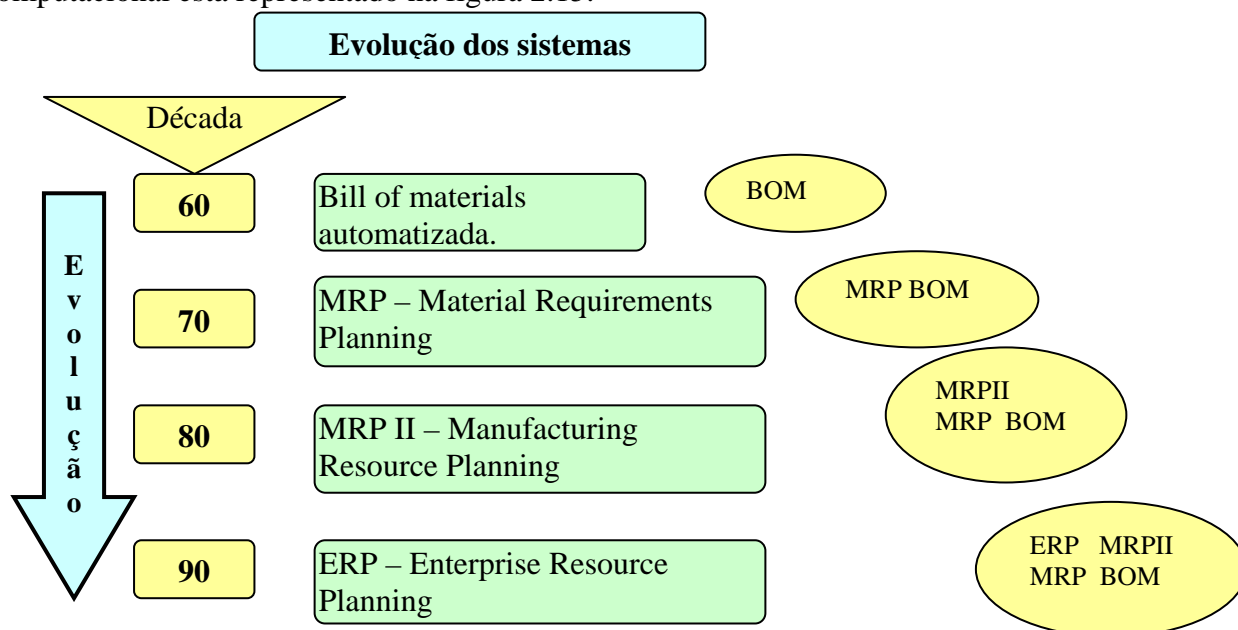 omputacional está representado na figura 2.13.
Evolução dos sistemas
Década
60
Bill of materials
automatizada.
BOM
Evolução
70
MRP – Material Requirements
Planning
MRP BOM
80
MRP II – Manufacturing
Resource Planning
MRPII
MRP BOM
90
ERP – Enterprise Resource
Planning
ERP MRPII
MRP BOM